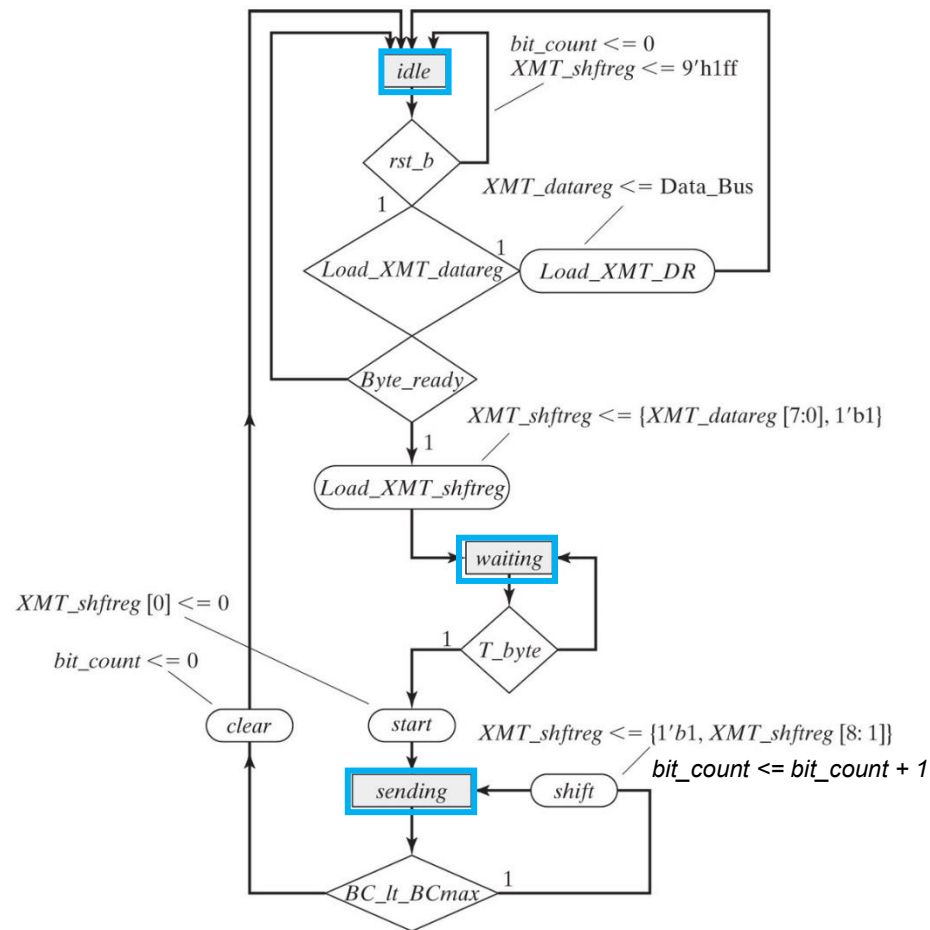 bit_count <= 0
XMT_shftreg <= 9'h1ff
idle
rst_b
XMT_datareg <= Data_Bus
1
1
Load_XMT_datareg
Load_XMT_DR
Byte_ready
XMT_shftreg <= {XMT_datareg [7:0], 1'b1}
1
Load_XMT_shftreg
waiting
XMT_shftreg [0] <= 0
1
T_byte
bit_count <= 0
clear
start
XMT_shftreg <= {1'b1, XMT_shftreg [8: 1]}
bit_count <= bit_count + 1
sending
shift
BC_lt_BCmax
1